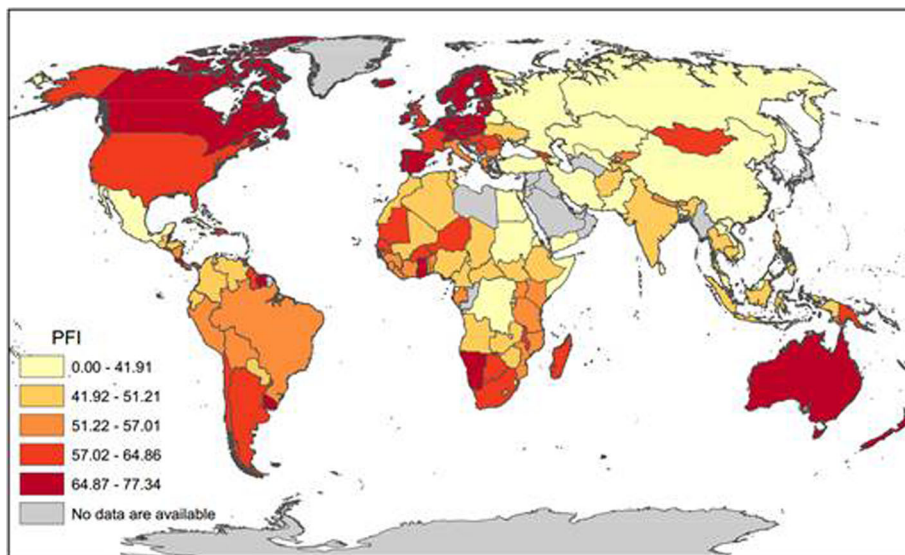 PFI
0.00 - 41.91
41.92 - 51.21
51.22 - 57.01
57.02 - 64.86
64.87 - 77.34
No data are available